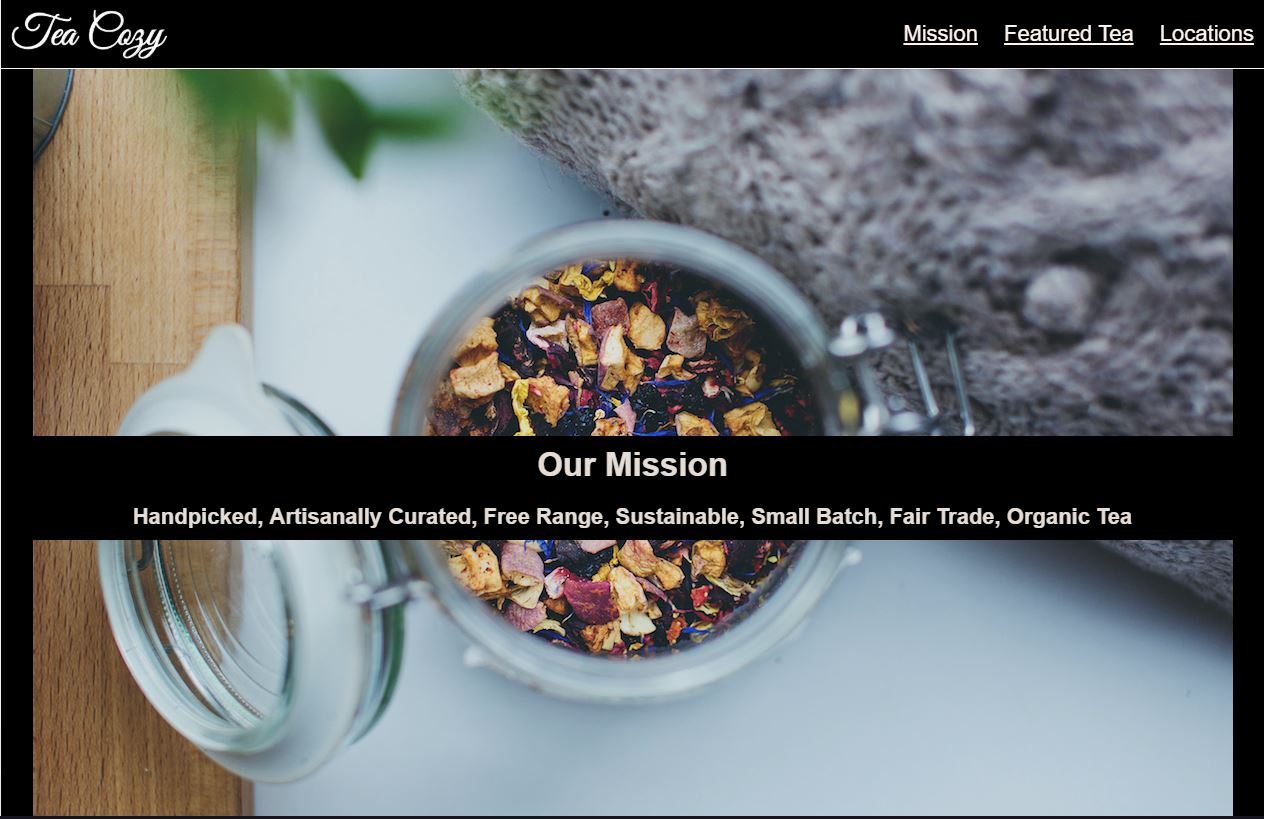 Tea Cozy
Mission Featured Tea Locations
Our Mission
Handpicked, Artisanally Curated, Free Range, Sustainable, Small Batch, Fair Trade, Organic Tea